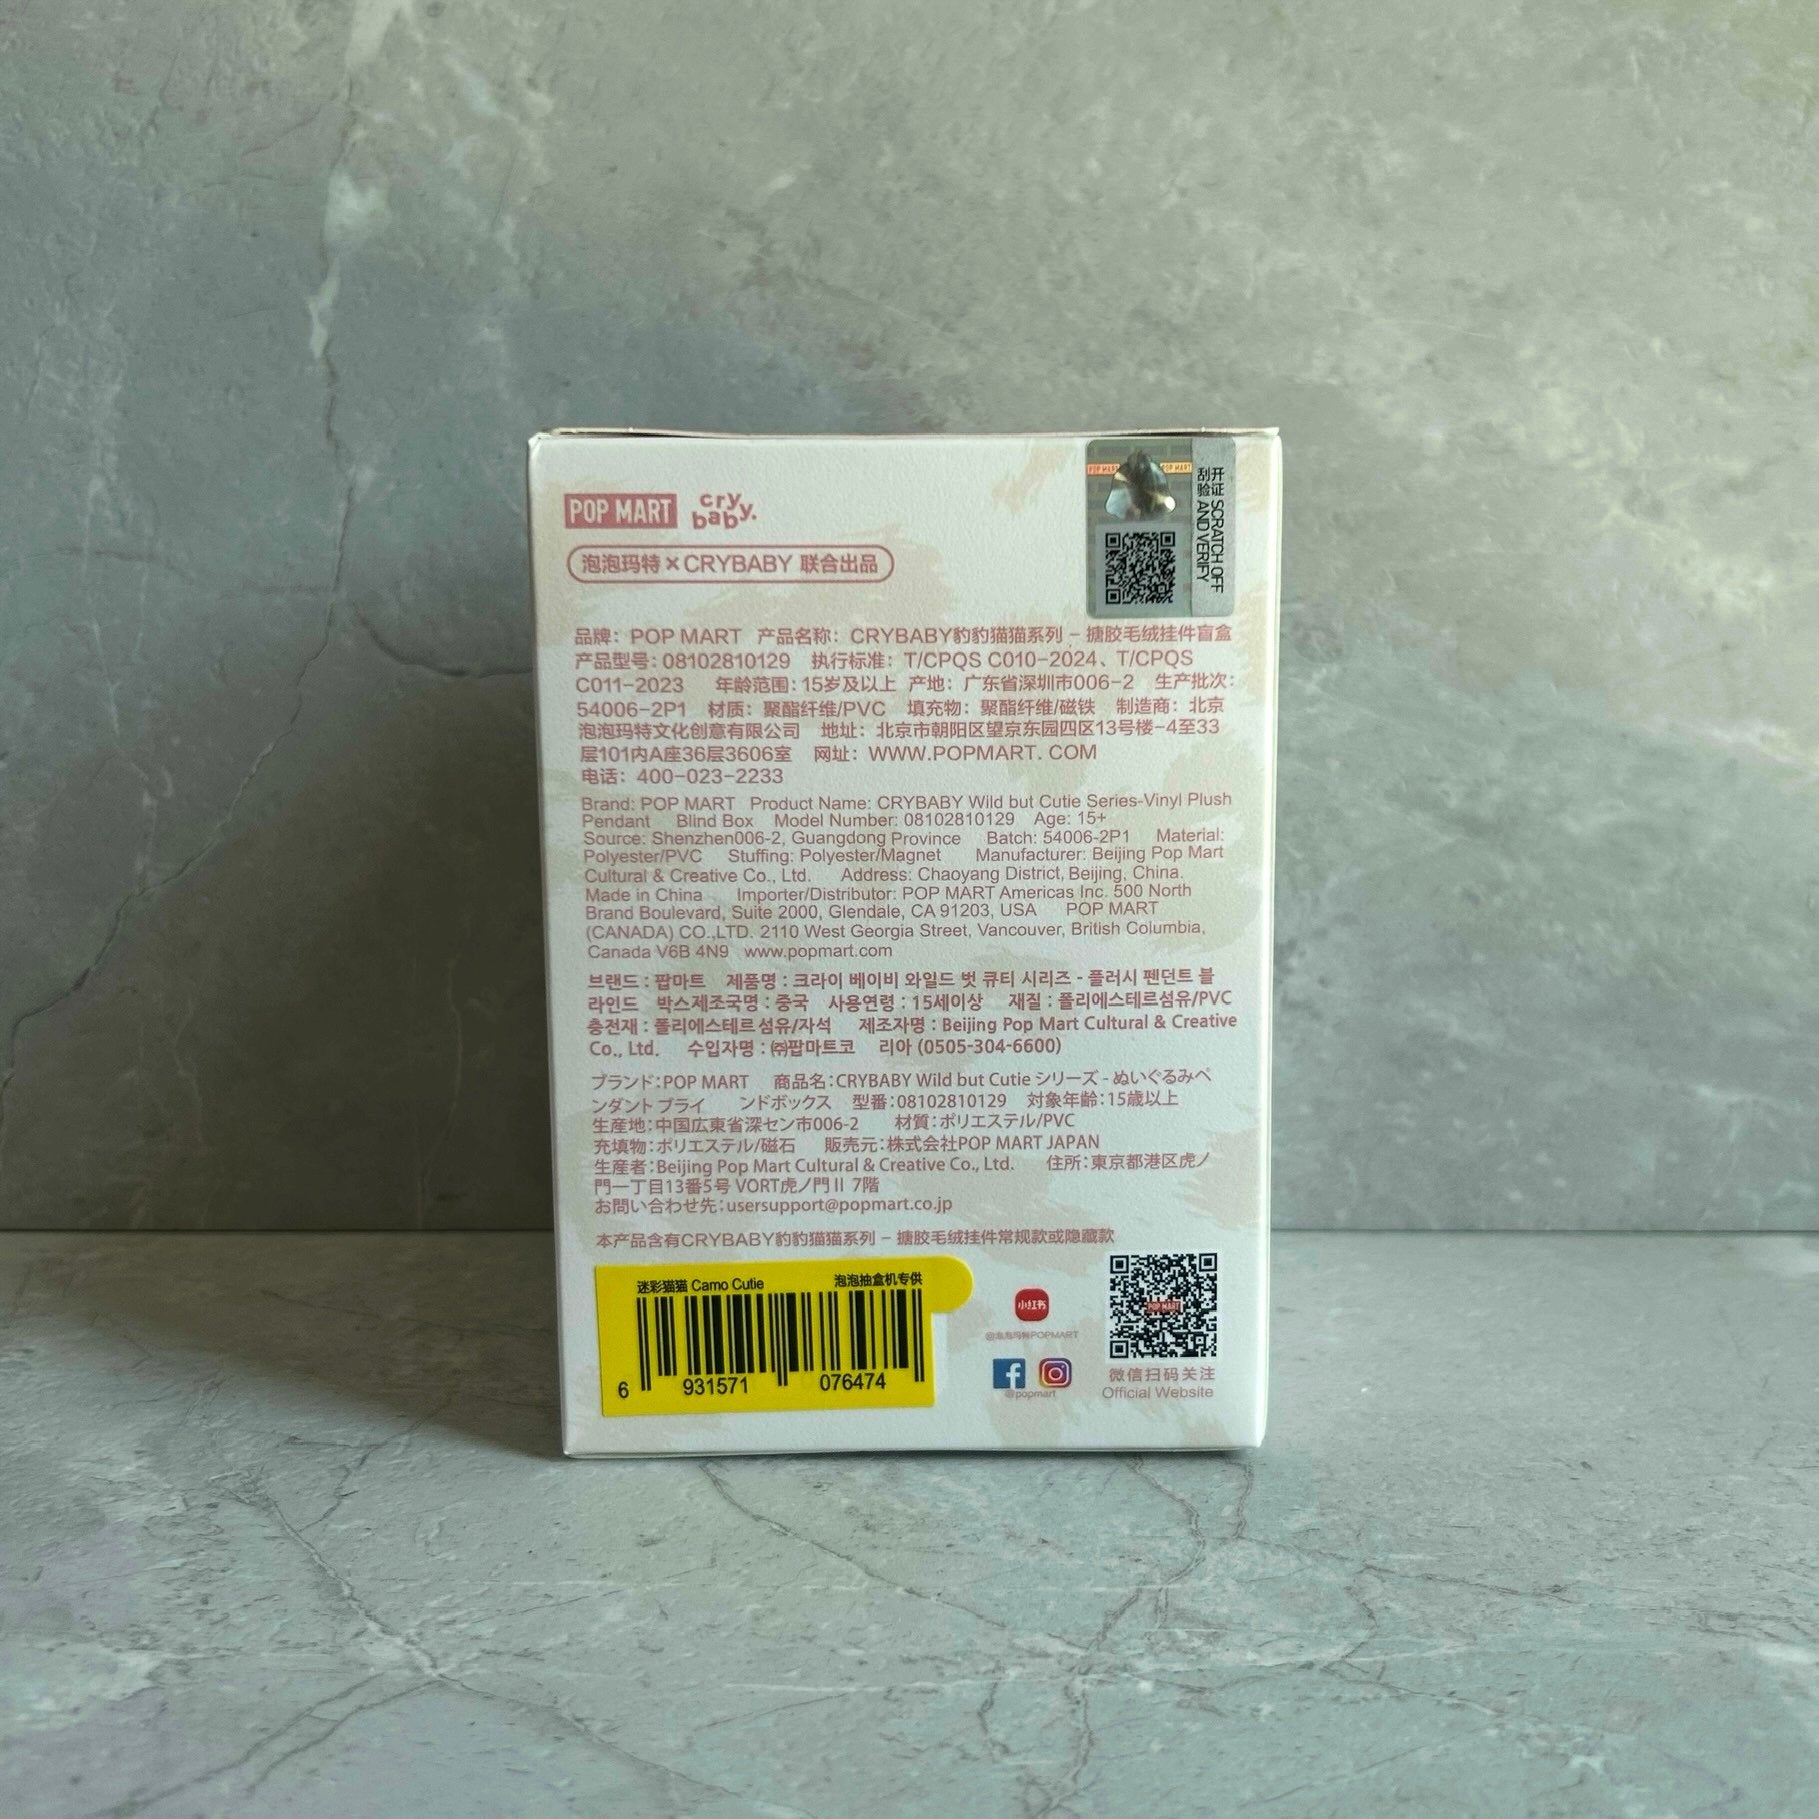 POP MART cry baby.
泡泡玛特×CRYBABY 联合出品
POP MART POP MART
刮开验证 SCRATCH OFF AND VERIFY
品牌：POP MART 产品名称：CRYBABY豹豹猫猫系列－搪胶毛绒挂件盲盒
产品型号：08102810129 执行标准：T/CPQS C010-2024、T/CPQS
C011-2023 年龄范围：15岁及以上 产地：广东省深圳市006-2 生产批次：
54006-2P1 材质：聚酯纤维/PVC 填充物：聚酯纤维/磁铁 制造商：北京
泡泡玛特文化创意有限公司 地址：北京市朝阳区望京东园四区13号楼-4至33
层101内A座36层3606室 网址：WWW.POPMART. COM
电话：400-023-2233
Brand: POP MART Product Name: CRYBABY Wild but Cutie Series-Vinyl Plush
Pendant Blind Box Model Number: 08102810129 Age: 15+
Source: Shenzhen006-2, Guangdong Province Batch: 54006-2P1 Material:
Polyester/PVC Stuffing: Polyester/Magnet Manufacturer: Beijing Pop Mart
Cultural & Creative Co., Ltd. Address: Chaoyang District, Beijing, China.
Made in China Importer/Distributor: POP MART Americas Inc. 500 North
Brand Boulevard, Suite 2000, Glendale, CA 91203, USA POP MART
(CANADA) CO.,LTD. 2110 West Georgia Street, Vancouver, British Columbia,
Canada V6B 4N9 www.popmart.com
브랜드 : 팝마트 제품명 : 크라이 베이비 와일드 벗 큐티 시리즈 - 플러시 펜던트 블
라인드 박스제조국명 : 중국 사용연령 : 15세이상 재질 : 폴리에스테르섬유/PVC
충전재 : 폴리에스테르 섬유/자석 제조자명 : Beijing Pop Mart Cultural & Creative
Co., Ltd. 수입자명 : ㈜팝마트코 리아 (0505-304-6600)
ブランド：POP MART 商品名：CRYBABY Wild but Cutie シリーズ - ぬいぐるみペ
ンダント ブライ ンドボックス 型番：08102810129 対象年齢：15歳以上
生産地：中国広東省深セン市006-2 材質：ポリエステル/PVC
充填物：ポリエステル/磁石 販売元：株式会社POP MART JAPAN
生産者：Beijing Pop Mart Cultural & Creative Co., Ltd. 住所：東京都港区虎ノ
門一丁目13番5号 VORT虎ノ門Ⅱ 7階
お問い合わせ先：usersupport@popmart.co.jp
本产品含有CRYBABY豹豹猫猫系列－搪胶毛绒挂件常规款或隐藏款
迷彩猫猫 Camo Cutie 泡泡抽盒机专供
6 931571 076474
小红书
@泡泡玛特POPMART
@popmart
POP MART
微信扫码关注
Official Website